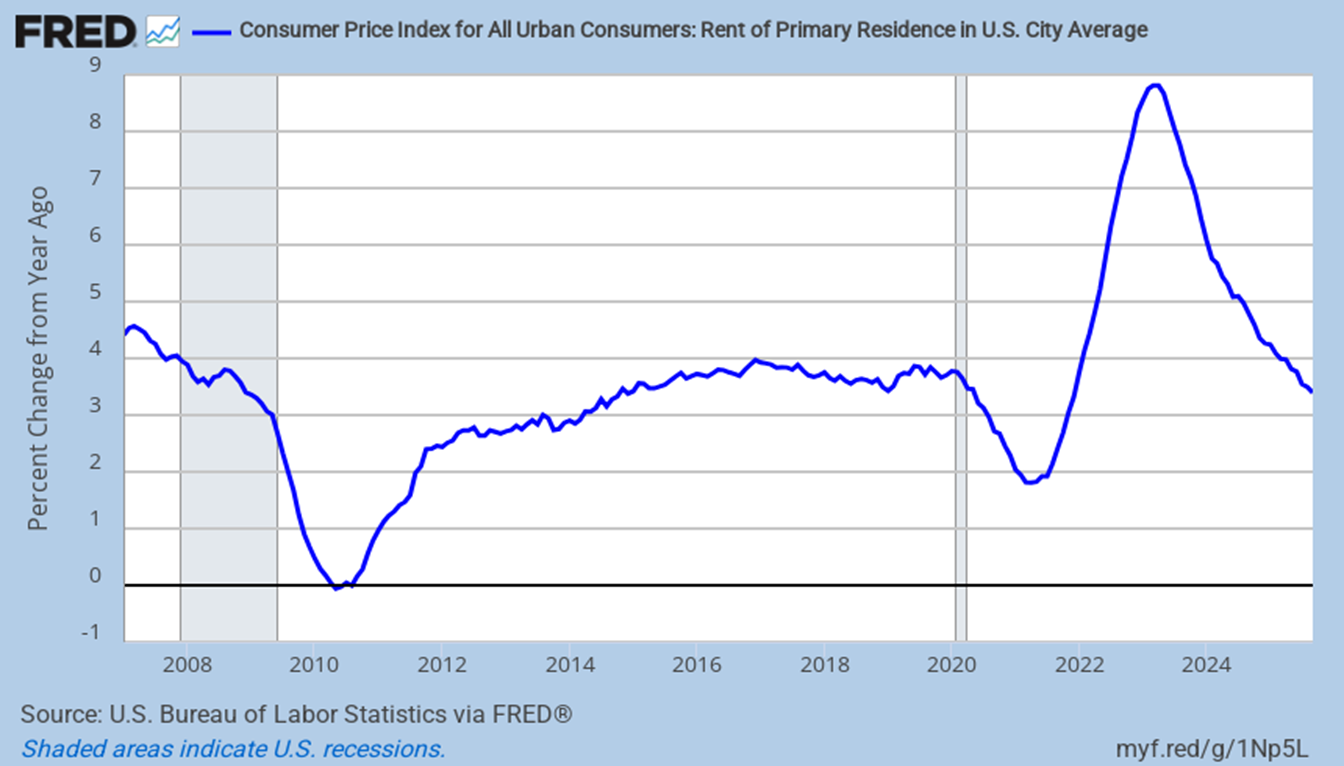 FRED
Consumer Price Index for All Urban Consumers: Rent of Primary Residence in U.S. City Average
Percent Change from Year Ago
9
8
7
6
5
4
3
2
1
0
-1
2008 2010 2012 2014 2016 2018 2020 2022 2024
Source: U.S. Bureau of Labor Statistics via FRED®
Shaded areas indicate U.S. recessions.
myf.red/g/1Np5L